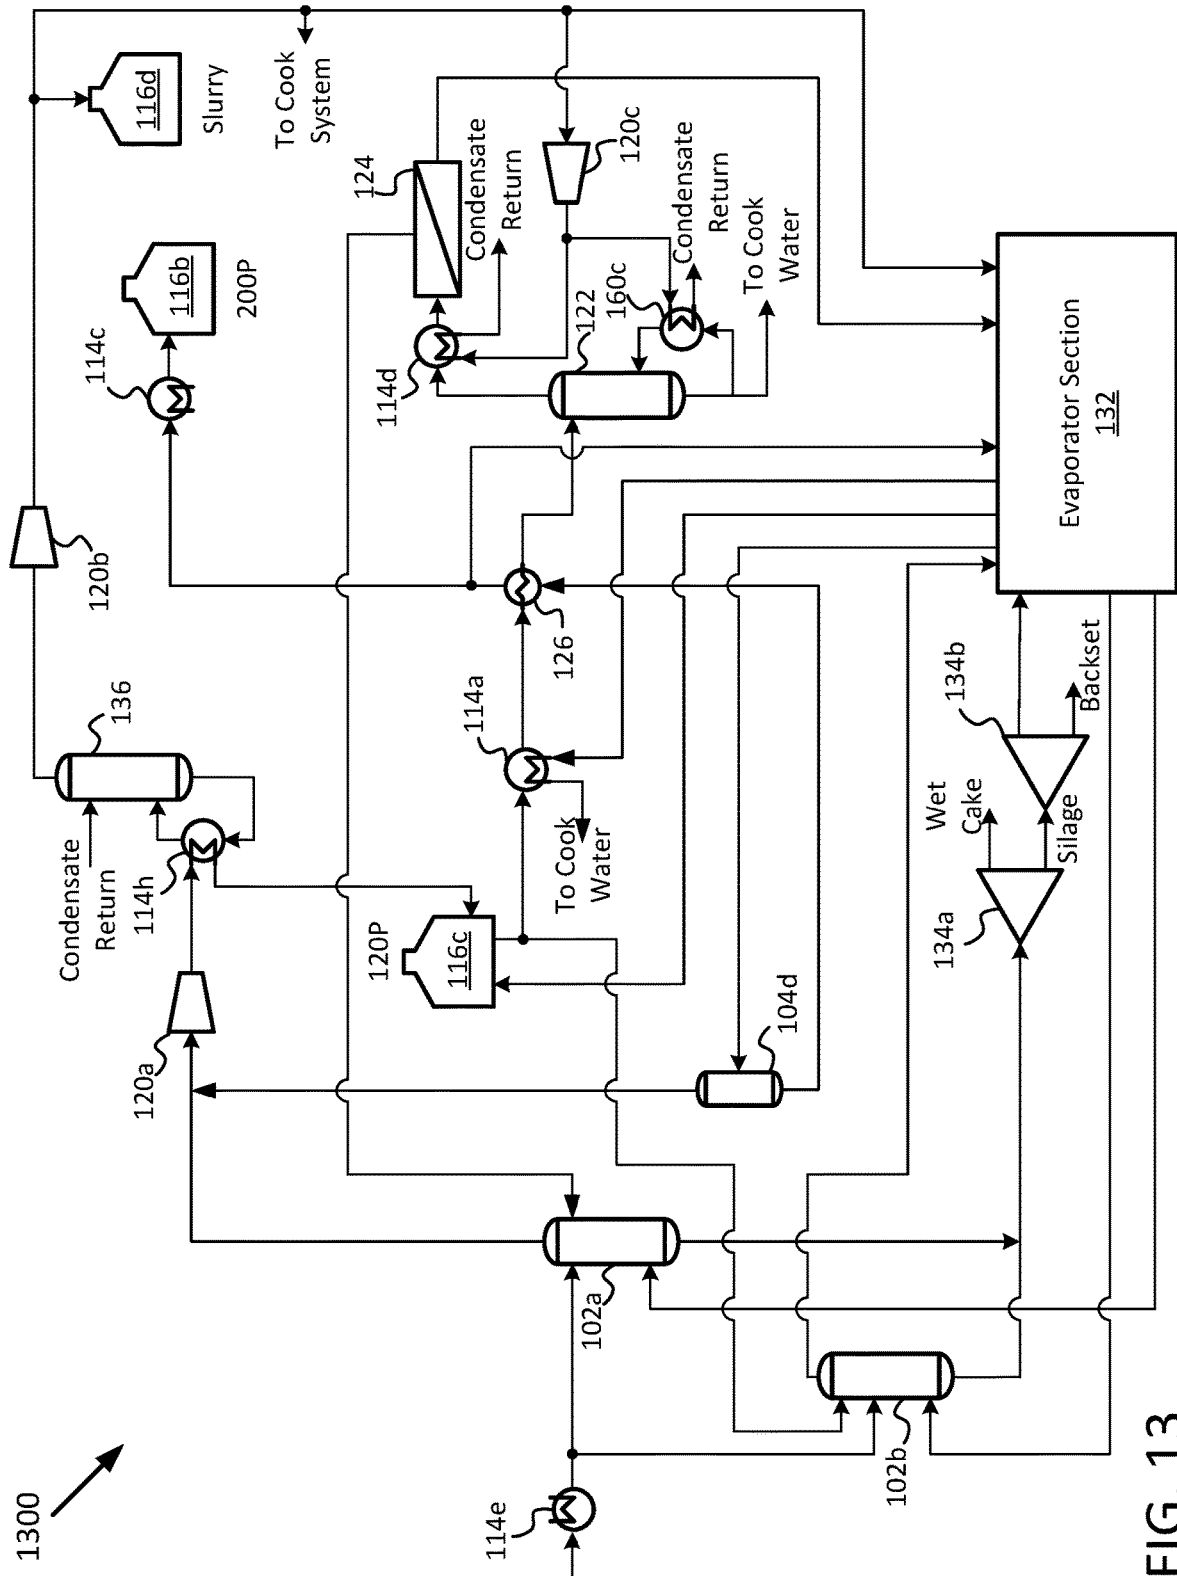 1300
114e
102a
102b
120a
Condensate
Return
114h
136
120b
116d
Slurry
To Cook
System
116b
200P
114c
124
Condensate
Return
120c
114d
122
160c
Condensate
Return
To Cook
Water
120P
116c
To Cook
Water
114a
126
104d
134a
Wet
Cake
Silage
134b
Backset
Evaporator Section
132
FIG. 13